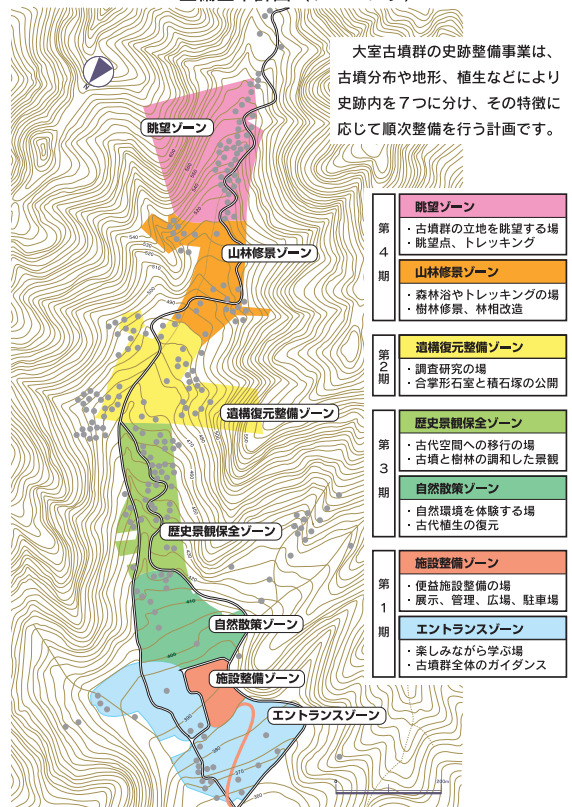 大室古墳群の史跡整備事業は、
古墳分布や地形、植生などにより
史跡内を７つに分け、その特徴に
応じて順次整備を行う計画です。
N
眺望ゾーン
山林修景ゾーン
遺構復元整備ゾーン
歴史景観保全ゾーン
自然散策ゾーン
施設整備ゾーン
エントランスゾーン
第4期
眺望ゾーン
・古墳群の立地を眺望する場
・眺望点、トレッキング
山林修景ゾーン
・森林浴やトレッキングの場
・樹林修景、林相改造
第2期
遺構復元整備ゾーン
・調査研究の場
・合掌形石室と積石塚の公開
第3期
歴史景観保全ゾーン
・古代空間への移行の場
・古墳と樹林の調和した景観
自然散策ゾーン
・自然環境を体験する場
・古代植生の復元
第1期
施設整備ゾーン
・便益施設整備の場
・展示、管理、広場、駐車場
エントランスゾーン
・楽しみながら学ぶ場
・古墳群全体のガイダンス
0
200m